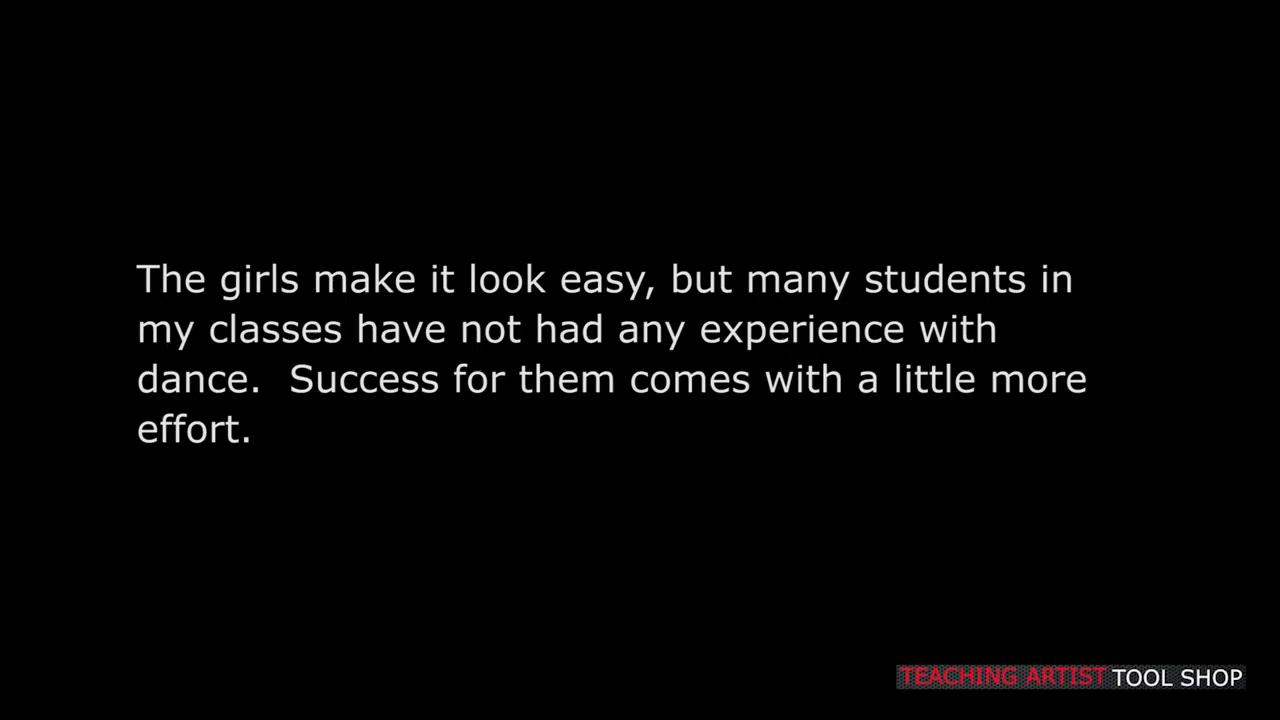 The girls make it look easy, but many students in
my classes have not had any experience with
dance.  Success for them comes with a little more
effort.
TEACHING ARTIST TOOL SHOP